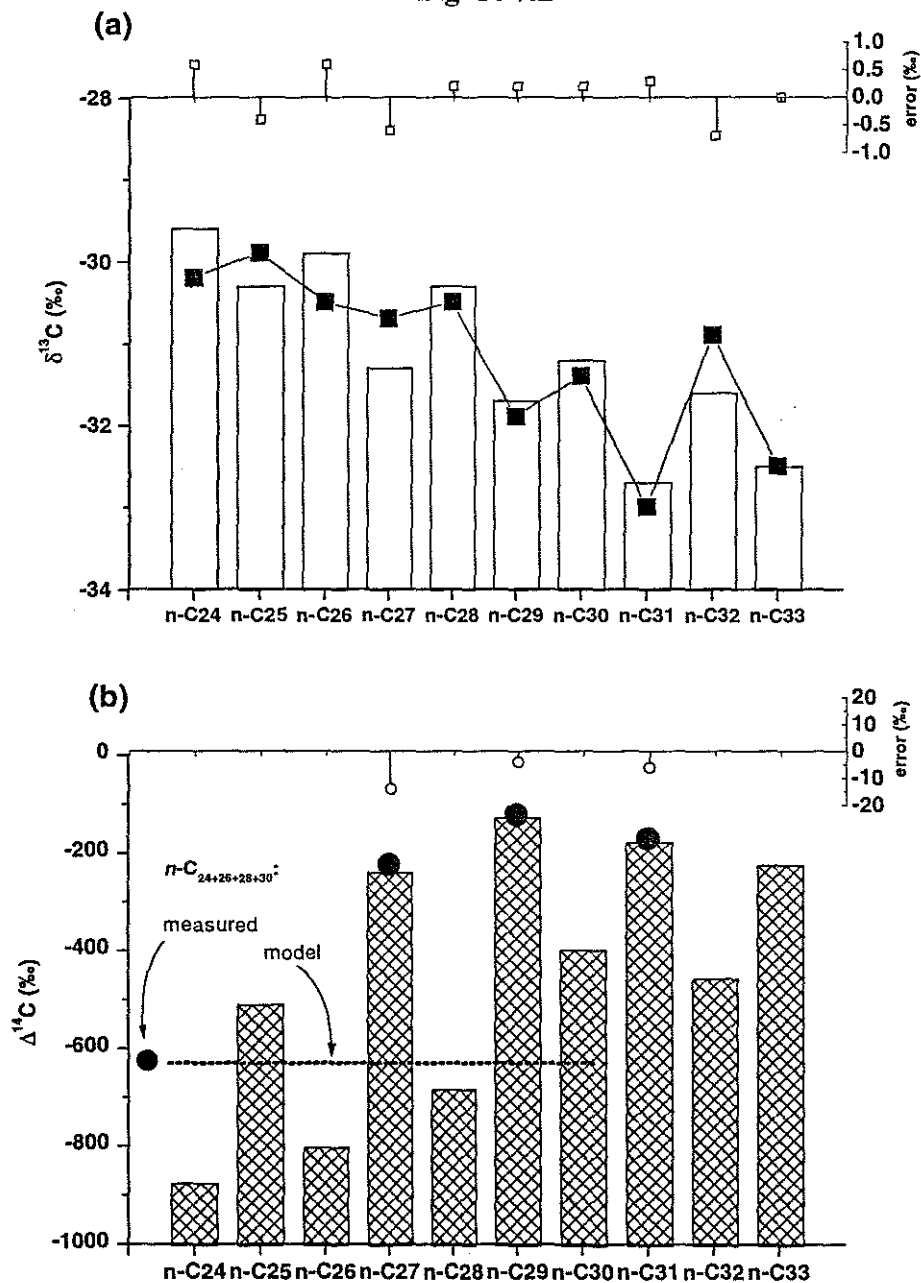 (a)
1.0
0.5
0.0
-0.5
-1.0
error (‰)
-28
-30
-32
-34
δ¹³C (‰)
n-C24 n-C25 n-C26 n-C27 n-C28 n-C29 n-C30 n-C31 n-C32 n-C33
(b)
20
10
0
-10
-20
error (‰)
0
-200
-400
-600
-800
-1000
Δ¹⁴C (‰)
n-C₂₄₊₂₆₊₂₈₊₃₀:
measured
model
n-C24 n-C25 n-C26 n-C27 n-C28 n-C29 n-C30 n-C31 n-C32 n-C33